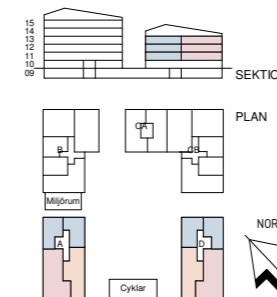 15
14
13
12
11
10
09
SEKTIO
PLAN
CA
B
CB
Miljörum
NOR
A
D
Cyklar